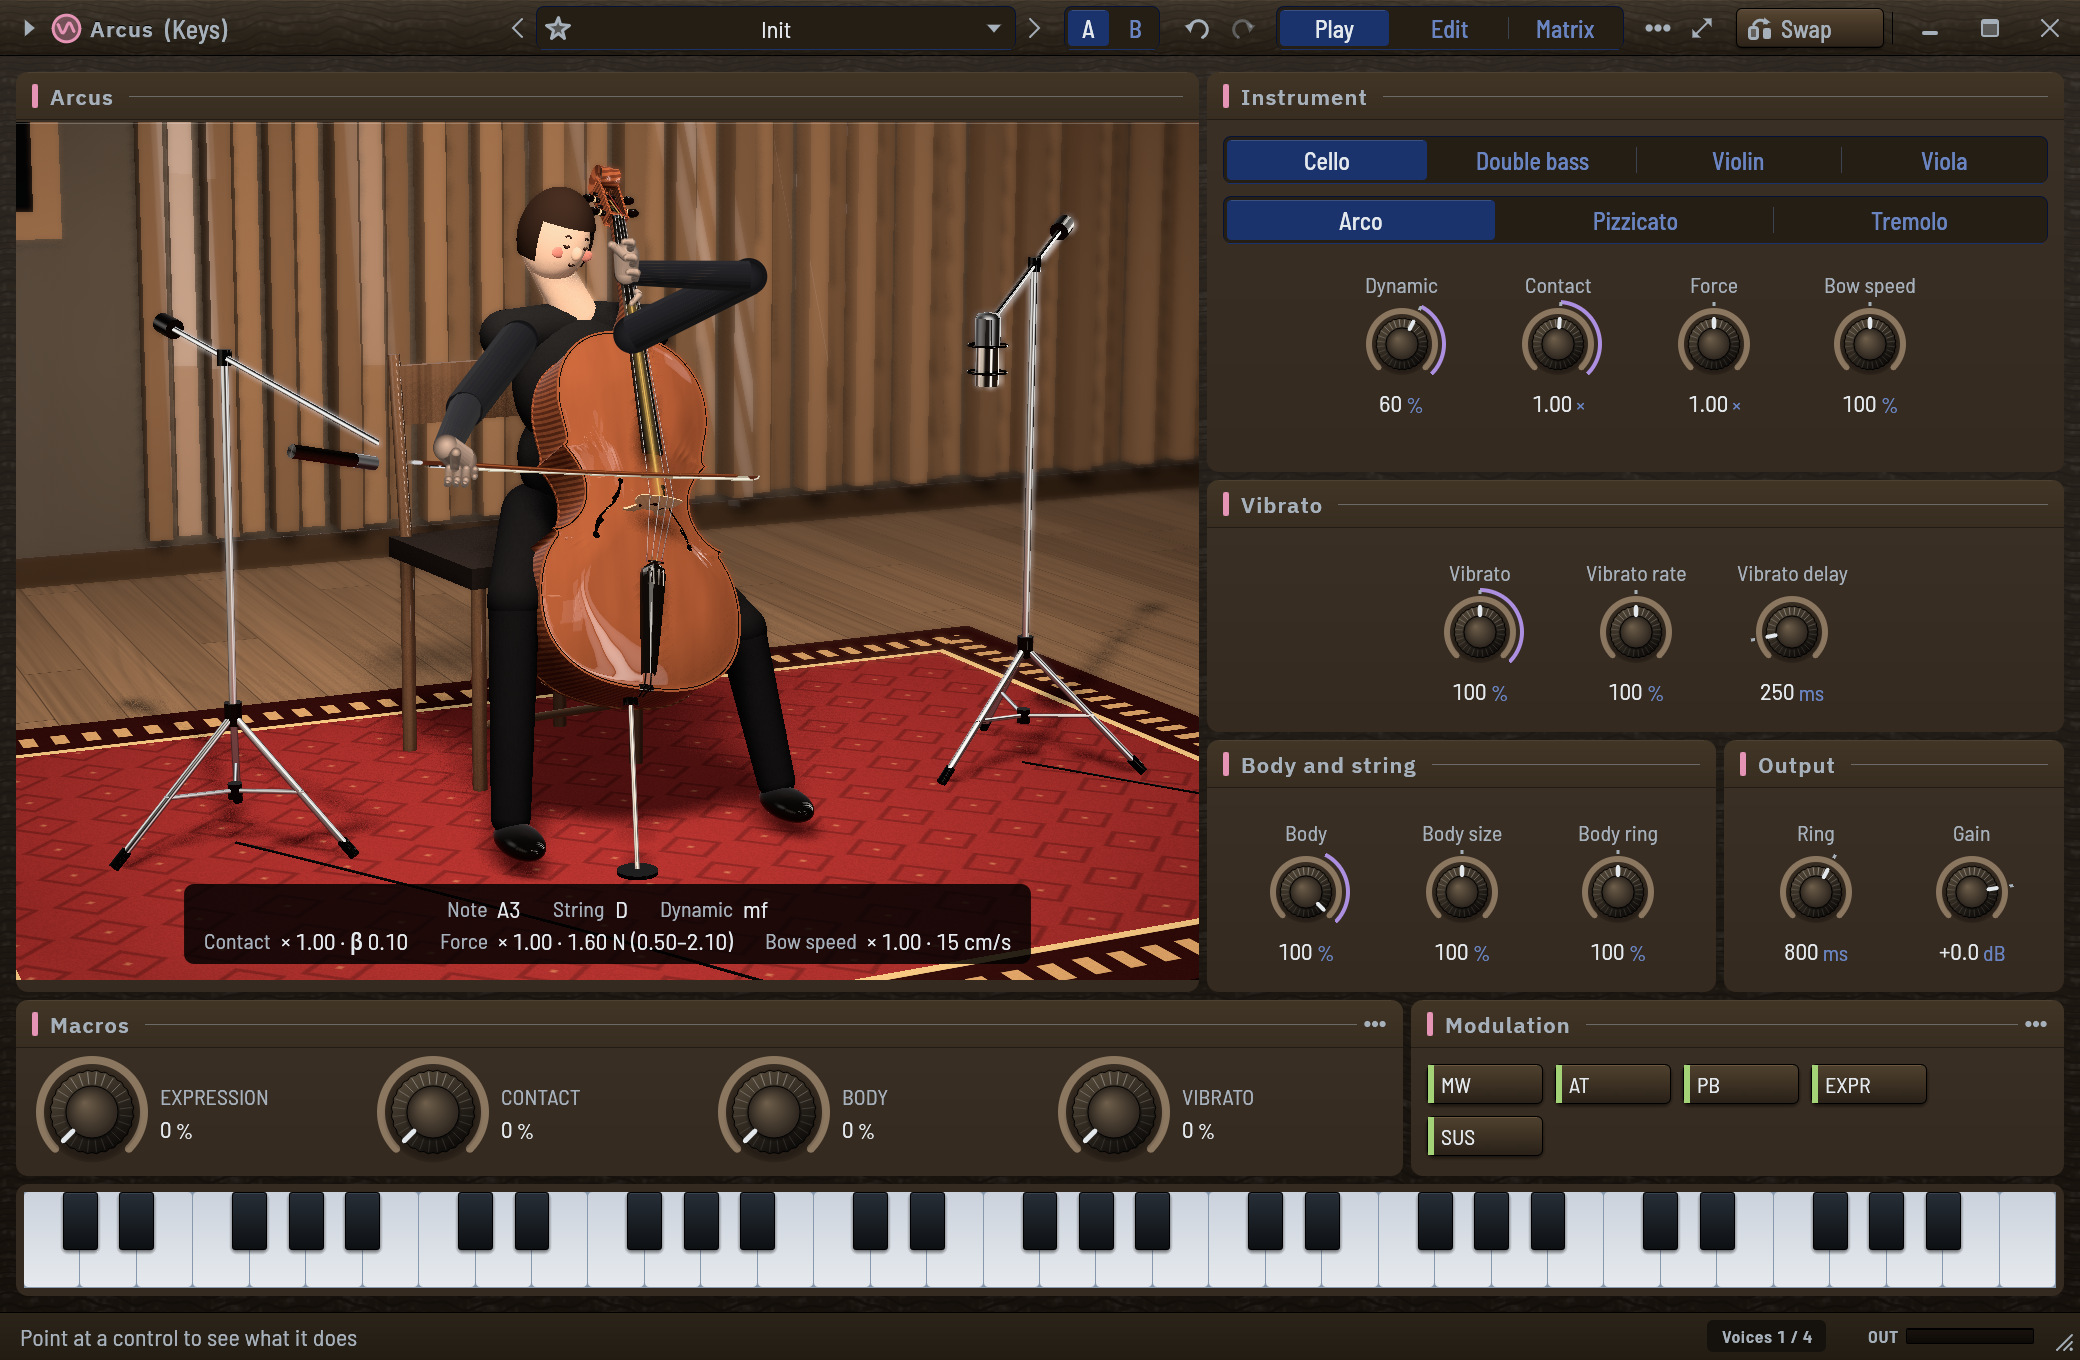 Arcus (Keys)
Init
A B
Play Edit Matrix
Swap
Arcus
Note A3 String D Dynamic mf
Contact × 1.00 · β 0.10 Force × 1.00 · 1.60 N (0.50–2.10) Bow speed × 1.00 · 15 cm/s
Instrument
Cello Double bass Violin Viola
Arco Pizzicato Tremolo
Dynamic Contact Force Bow speed
60 % 1.00 × 1.00 × 100 %
Vibrato
Vibrato Vibrato rate Vibrato delay
100 % 100 % 250 ms
Body and string
Body Body size Body ring
100 % 100 % 100 %
Output
Ring Gain
800 ms +0.0 dB
Macros
EXPRESSION
0 %
CONTACT
0 %
BODY
0 %
VIBRATO
0 %
Modulation
MW AT PB EXPR
SUS
Point at a control to see what it does
Voices 1 / 4
OUT